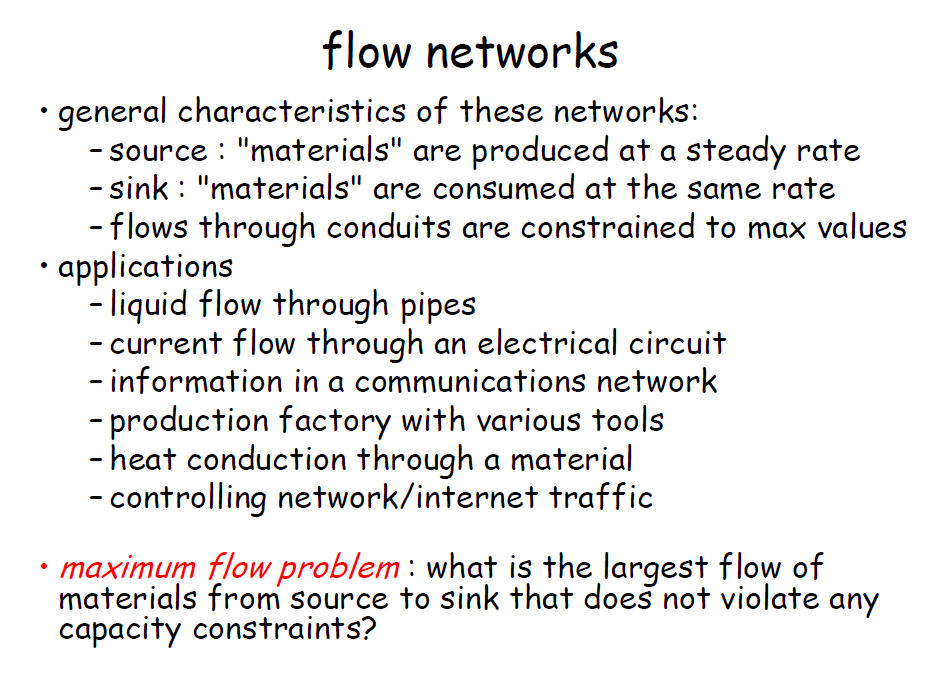 flow networks
• general characteristics of these networks:
– source : "materials" are produced at a steady rate
– sink : "materials" are consumed at the same rate
– flows through conduits are constrained to max values
• applications
– liquid flow through pipes
– current flow through an electrical circuit
– information in a communications network
– production factory with various tools
– heat conduction through a material
– controlling network/internet traffic
• maximum flow problem : what is the largest flow of
materials from source to sink that does not violate any
capacity constraints?